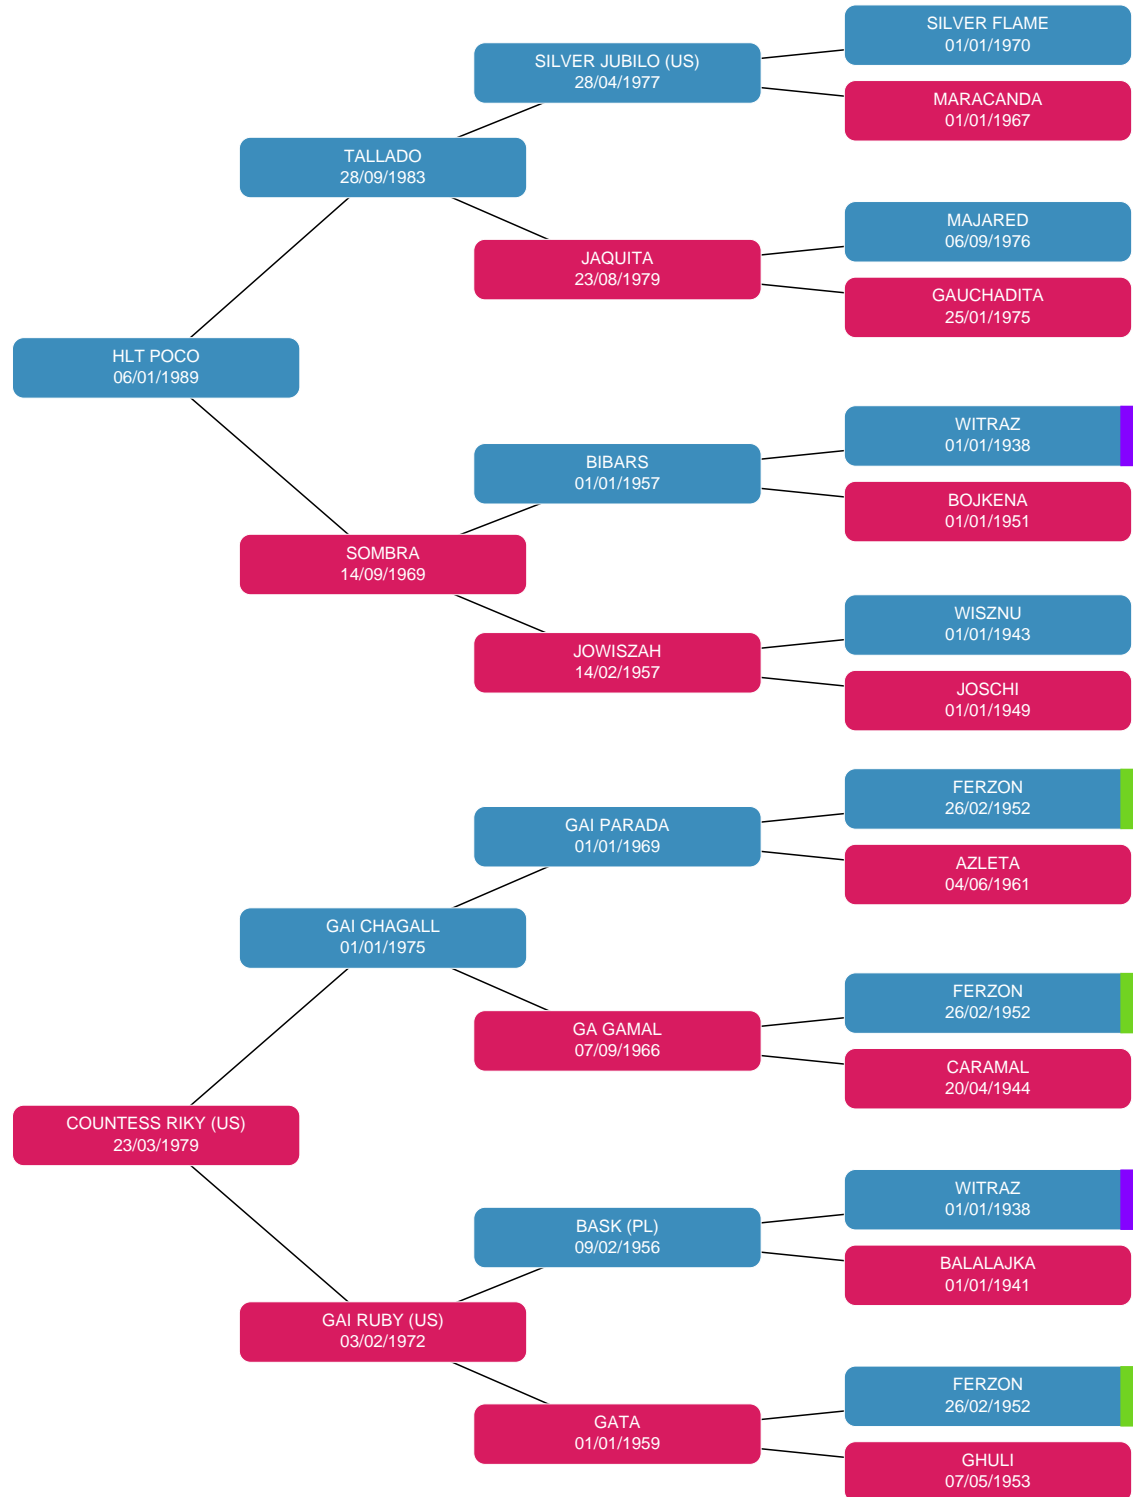 SILVER FLAME
01/01/1970
SILVER JUBILO (US)
28/04/1977
MARACANDA
01/01/1967
TALLADO
28/09/1983
MAJARED
06/09/1976
JAQUITA
23/08/1979
GAUCHADITA
25/01/1975
HLT POCO
06/01/1989
WITRAZ
01/01/1938
BIBARS
01/01/1957
BOJKENA
01/01/1951
SOMBRA
14/09/1969
WISZNU
01/01/1943
JOWISZAH
14/02/1957
JOSCHI
01/01/1949
FERZON
26/02/1952
GAI PARADA
01/01/1969
AZLETA
04/06/1961
GAI CHAGALL
01/01/1975
FERZON
26/02/1952
GA GAMAL
07/09/1966
CARAMAL
20/04/1944
COUNTESS RIKY (US)
23/03/1979
WITRAZ
01/01/1938
BASK (PL)
09/02/1956
BALALAJKA
01/01/1941
GAI RUBY (US)
03/02/1972
FERZON
26/02/1952
GATA
01/01/1959
GHULI
07/05/1953